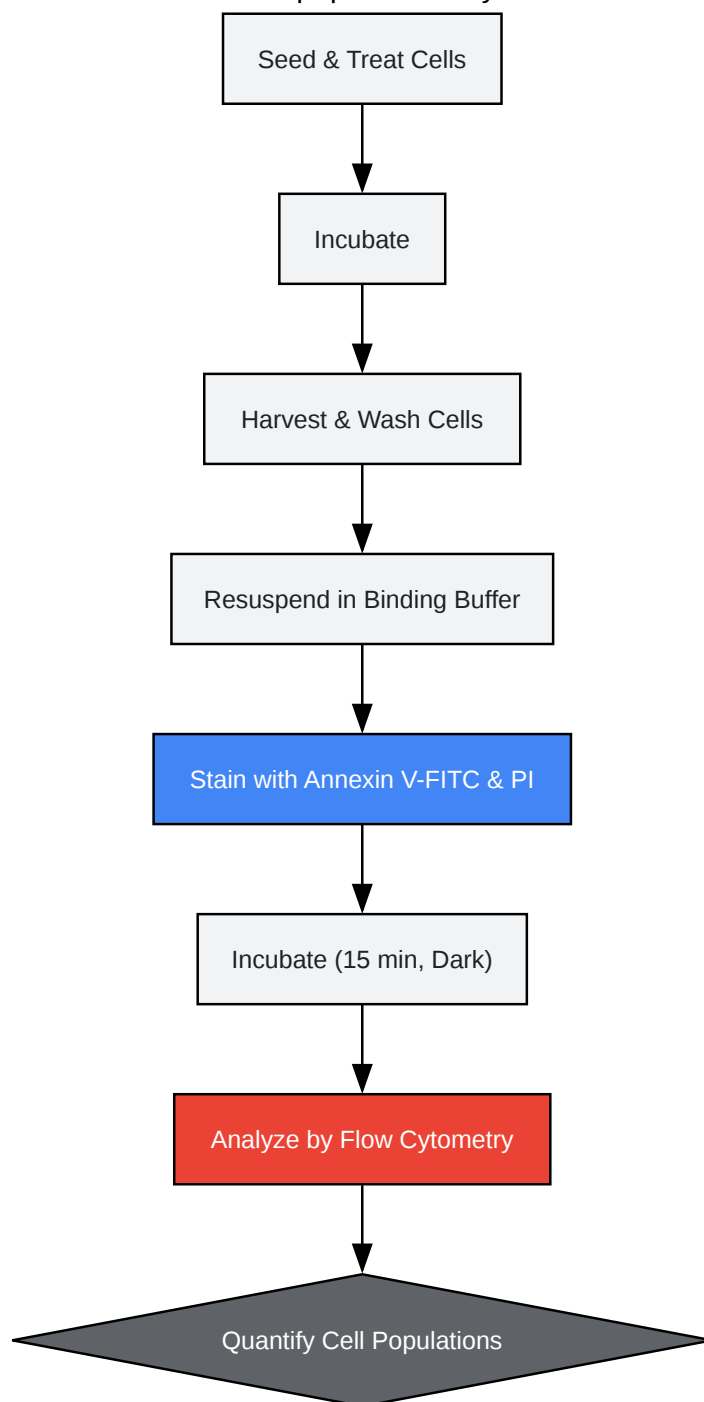 Seed & Treat Cells
Incubate
Harvest & Wash Cells
Resuspend in Binding Buffer
Stain with Annexin V-FITC & PI
Incubate (15 min, Dark)
Analyze by Flow Cytometry
Quantify Cell Populations